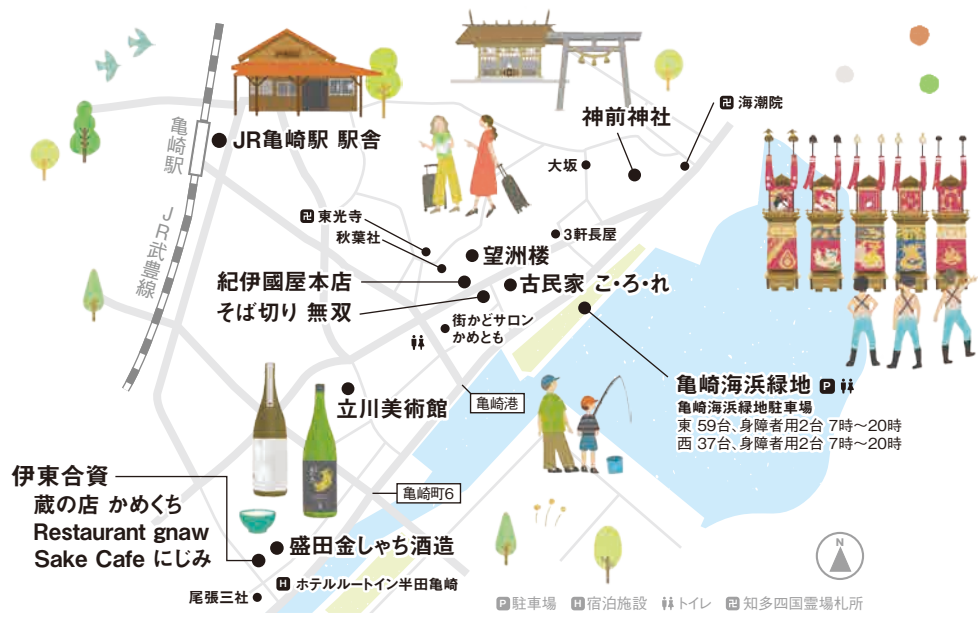 亀崎駅
JR武豊線
JR亀崎駅 駅舎
神前神社
卍 海潮院
大坂
卍 東光寺
秋葉社
3軒長屋
望洲楼
紀伊國屋本店
古民家 こ・ろ・れ
そば切り 無双
街かどサロン
かめとも
亀崎海浜緑地 P
亀崎海浜緑地駐車場
東 59台、身障者用2台 7時〜20時
西 37台、身障者用2台 7時〜20時
立川美術館
亀崎港
伊東合資
蔵の店 かめくち
Restaurant gnaw
Sake Cafe にじみ
亀崎町6
盛田金しゃち酒造
H ホテルルートイン半田亀崎
尾張三社
N
P 駐車場 H 宿泊施設 トイレ 卍 知多四国霊場札所